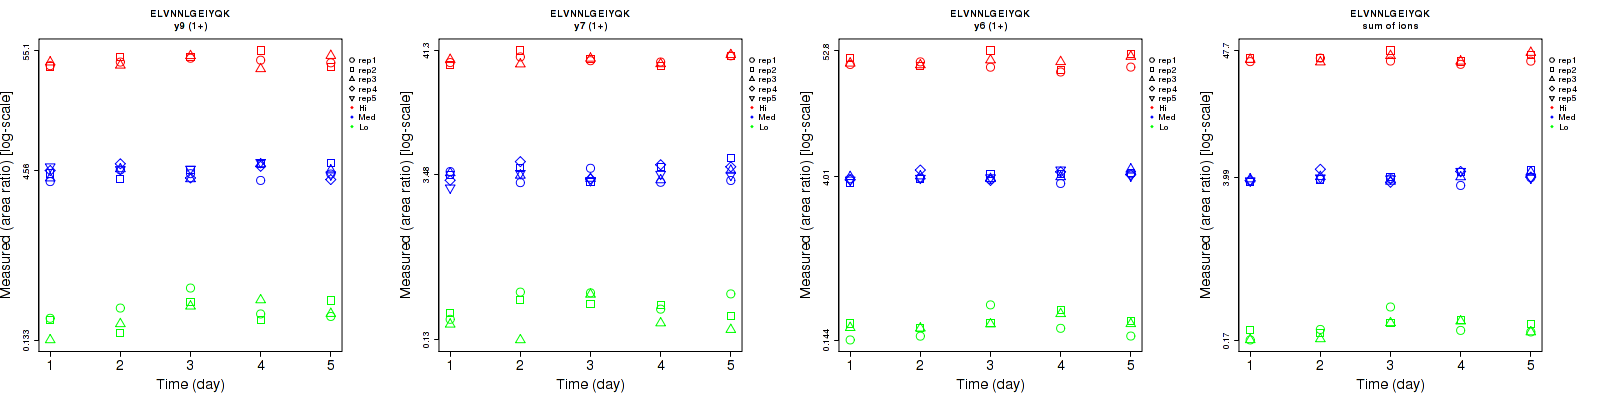 ELVNNLGEIYQK
y9 (1+)
Measured (area ratio) [log-scale]
55.1
4.56
0.133
1 2 3 4 5
Time (day)
rep1
rep2
rep3
rep4
rep5
Hi
Med
Lo
ELVNNLGEIYQK
y7 (1+)
Measured (area ratio) [log-scale]
41.3
3.48
0.13
1 2 3 4 5
Time (day)
rep1
rep2
rep3
rep4
rep5
Hi
Med
Lo
ELVNNLGEIYQK
y6 (1+)
Measured (area ratio) [log-scale]
52.8
4.01
0.144
1 2 3 4 5
Time (day)
rep1
rep2
rep3
rep4
rep5
Hi
Med
Lo
ELVNNLGEIYQK
sum of ions
Measured (area ratio) [log-scale]
47.7
3.99
0.17
1 2 3 4 5
Time (day)
rep1
rep2
rep3
rep4
rep5
Hi
Med
Lo